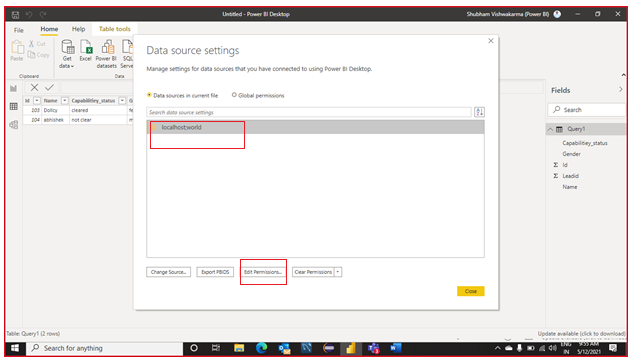 Untitled - Power BI Desktop
Shubham Vishwakarma (Power BI)
File Home Help Table tools
Paste
Cut
Copy
Clipboard
Get data
Excel
Power BI datasets
SQL
Data
Id Name Capabilitiey_status
103 Dolicy cleared
104 abhishek not clear
Data source settings
Manage settings for data sources that you have connected to using Power BI Desktop.
Data sources in current file Global permissions
Search data source settings
localhost;world
Change Source... Export PBIDS Edit Permissions... Clear Permissions
Close
Fields
Search
Query1
Capabilitiey_status
Gender
Σ Id
Σ Leadid
Name
Table: Query1 (2 rows)
Update available (click to download)
Search for anything
ENG
IN
9:55 AM
5/12/2021